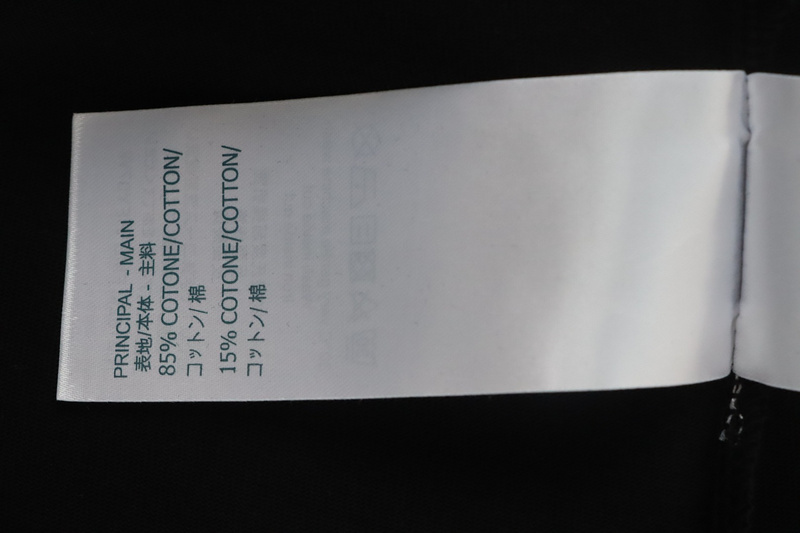 PRINCIPAL - MAIN
表地/本体 - 主料
85% COTONE/COTTON/
コットン/ 棉
15% COTONE/COTTON/
コットン/ 棉